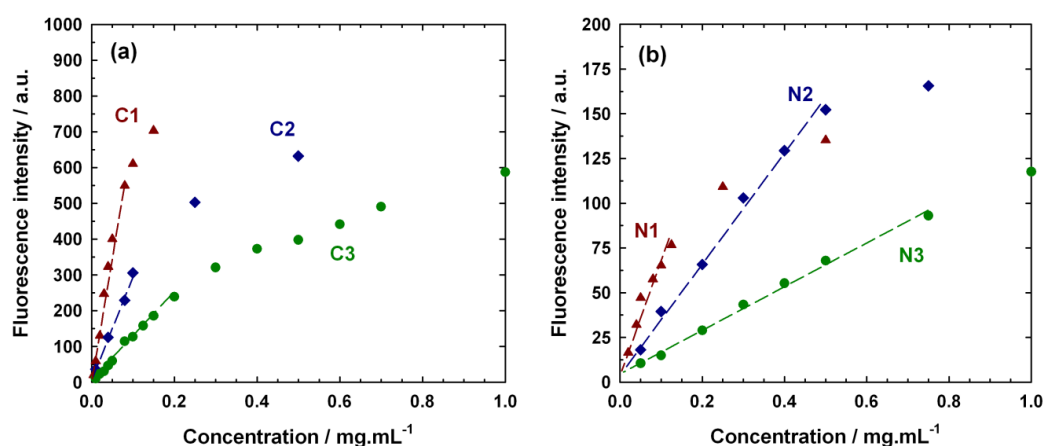 (a)
Fluorescence intensity / a.u.
1000
900
800
700
600
500
400
300
200
100
0
C1
C2
C3
0.0 0.2 0.4 0.6 0.8 1.0
Concentration / mg.mL⁻¹
(b)
Fluorescence intensity / a.u.
200
175
150
125
100
75
50
25
0
N2
N1
N3
0.0 0.2 0.4 0.6 0.8 1.0
Concentration / mg.mL⁻¹